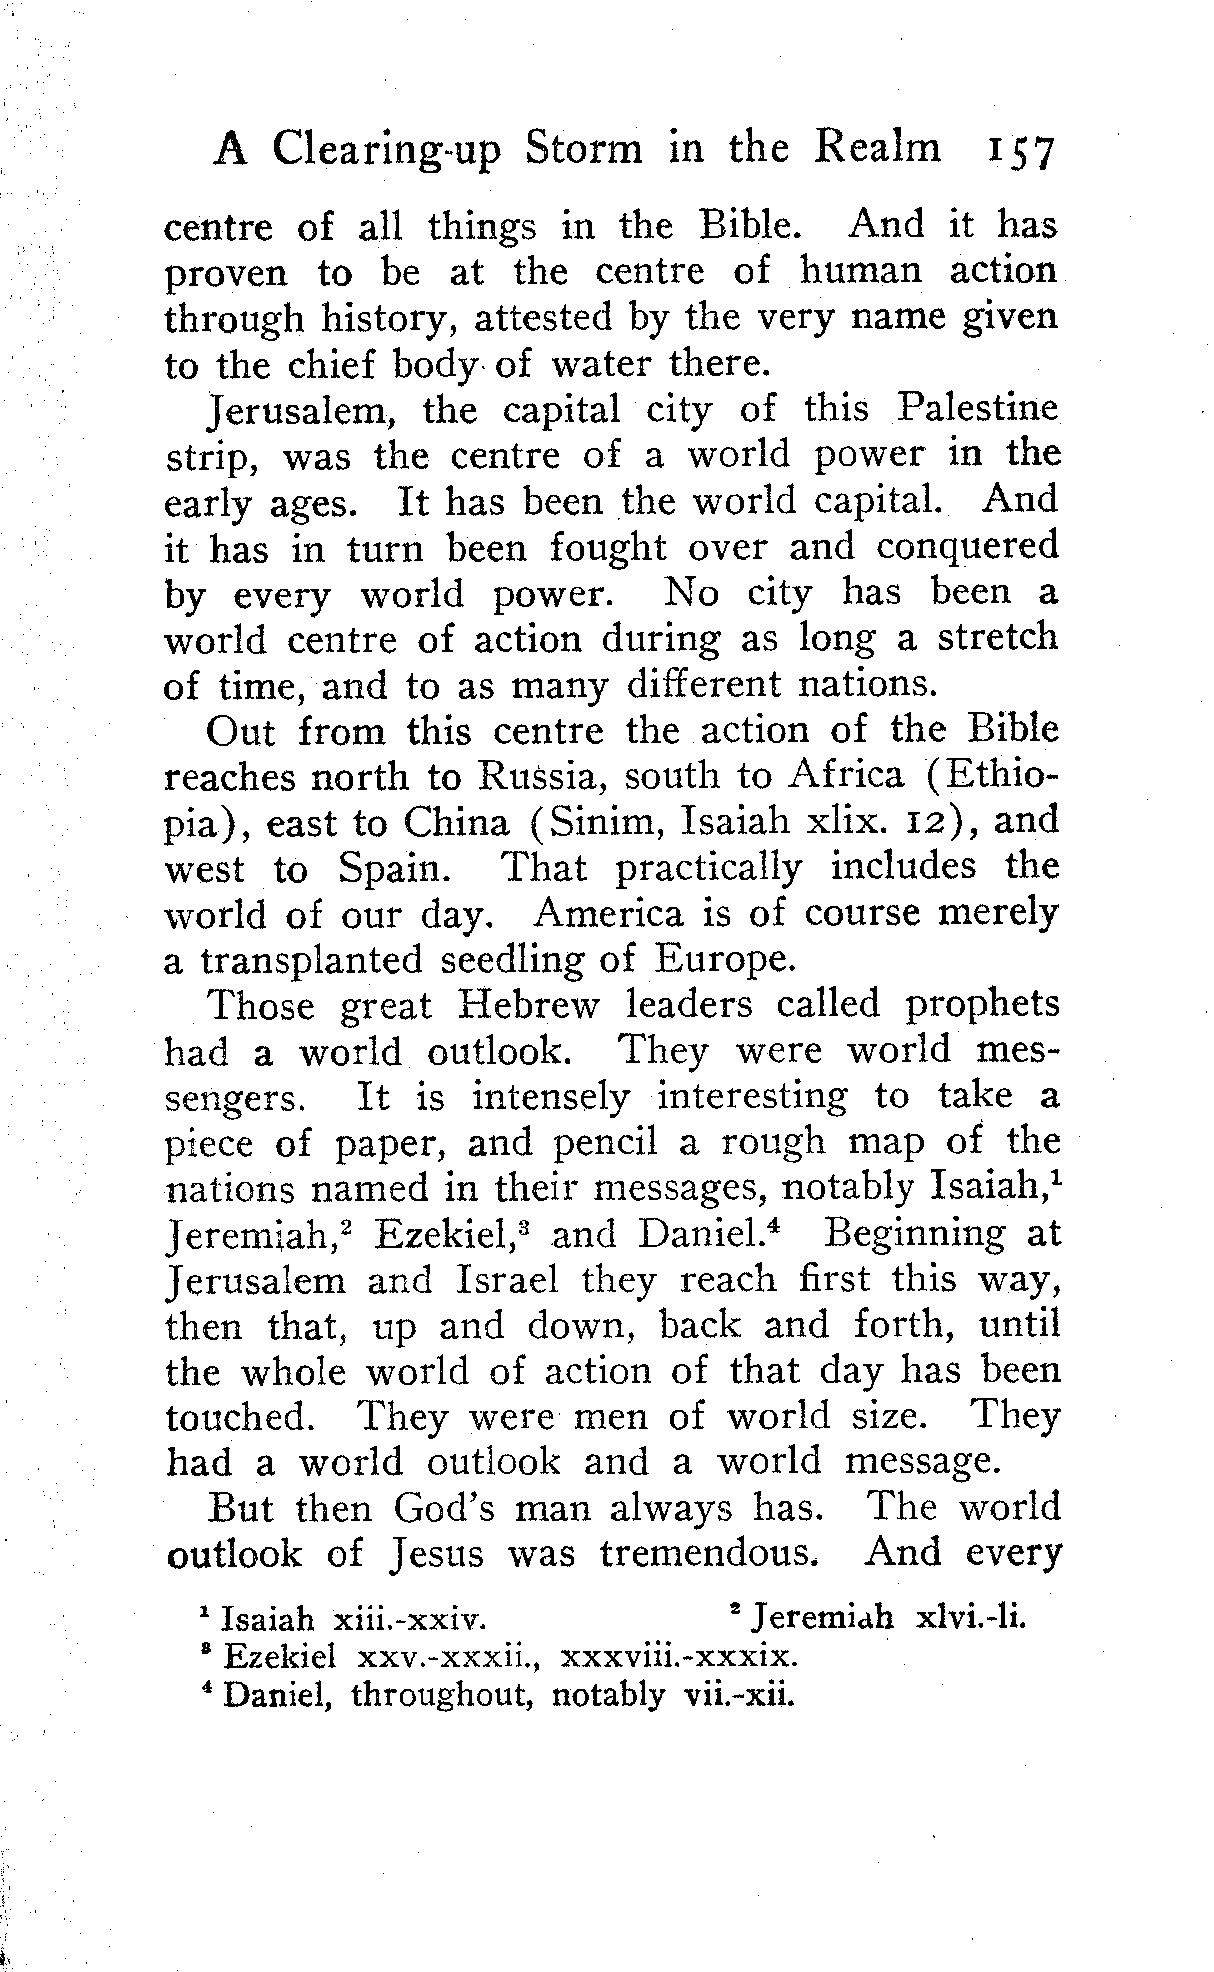 A Clearing-up Storm in the Realm 157
centre of all things in the Bible. And it has
proven to be at the centre of human action
through history, attested by the very name given
to the chief body of water there.
Jerusalem, the capital city of this Palestine
strip, was the centre of a world power in the
early ages. It has been the world capital. And
it has in turn been fought over and conquered
by every world power. No city has been a
world centre of action during as long a stretch
of time, and to as many different nations.
Out from this centre the action of the Bible
reaches north to Russia, south to Africa (Ethio-
pia), east to China (Sinim, Isaiah xlix. 12), and
west to Spain. That practically includes the
world of our day. America is of course merely
a transplanted seedling of Europe.
Those great Hebrew leaders called prophets
had a world outlook. They were world mes-
sengers. It is intensely interesting to take a
piece of paper, and pencil a rough map of the
nations named in their messages, notably Isaiah,¹
Jeremiah,² Ezekiel,³ and Daniel.⁴ Beginning at
Jerusalem and Israel they reach first this way,
then that, up and down, back and forth, until
the whole world of action of that day has been
touched. They were men of world size. They
had a world outlook and a world message.
But then God's man always has. The world
outlook of Jesus was tremendous. And every
¹ Isaiah xiii.-xxiv. ² Jeremiah xlvi.-li.
³ Ezekiel xxv.-xxxii., xxxviii.-xxxix.
⁴ Daniel, throughout, notably vii.-xii.